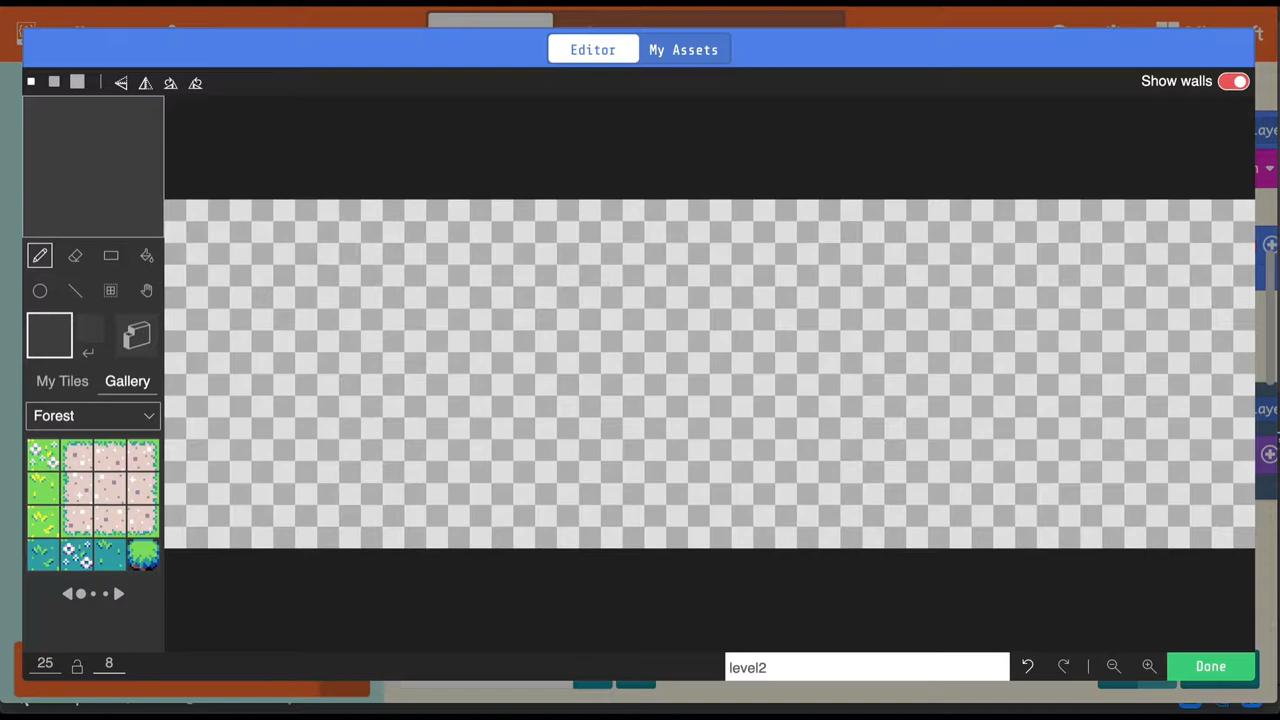 Editor
My Assets
Show walls
My Tiles
Gallery
Forest
25
8
level2
Done